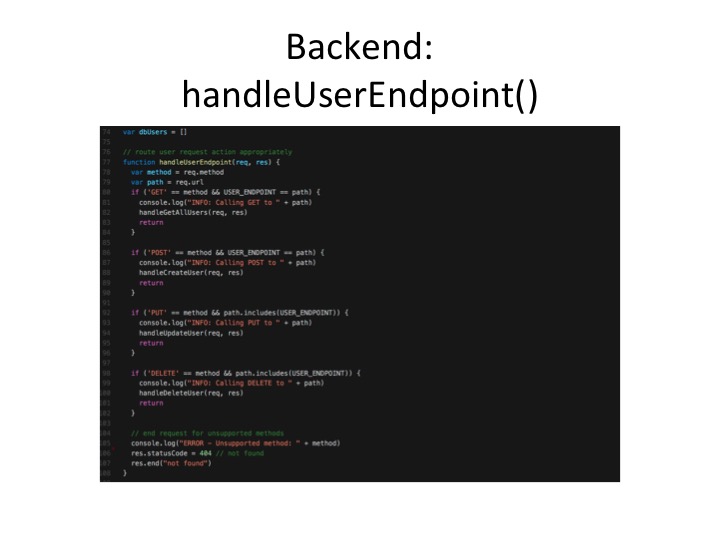 Backend:
handleUserEndpoint()
74 var dbUsers = []
75
76 // route user request action appropriately
77 function handleUserEndpoint(req, res) {
78 var method = req.method
79 var path = req.url
80 if ('GET' == method && USER_ENDPOINT == path) {
81 console.log("INFO: Calling GET to " + path)
82 handleGetAllUsers(req, res)
83 return
84 }
85
86 if ('POST' == method && USER_ENDPOINT == path) {
87 console.log("INFO: Calling POST to " + path)
88 handleCreateUser(req, res)
89 return
90 }
91
92 if ('PUT' == method && path.includes(USER_ENDPOINT)) {
93 console.log("INFO: Calling PUT to " + path)
94 handleUpdateUser(req, res)
95 return
96 }
97
98 if ('DELETE' == method && path.includes(USER_ENDPOINT)) {
99 console.log("INFO: Calling DELETE to " + path)
100 handleDeleteUser(req, res)
101 return
102 }
103
104 // end request for unsupported methods
105 console.log("ERROR - Unsupported method: " + method)
106 res.statusCode = 404 // not found
107 res.end("not found")
108 }